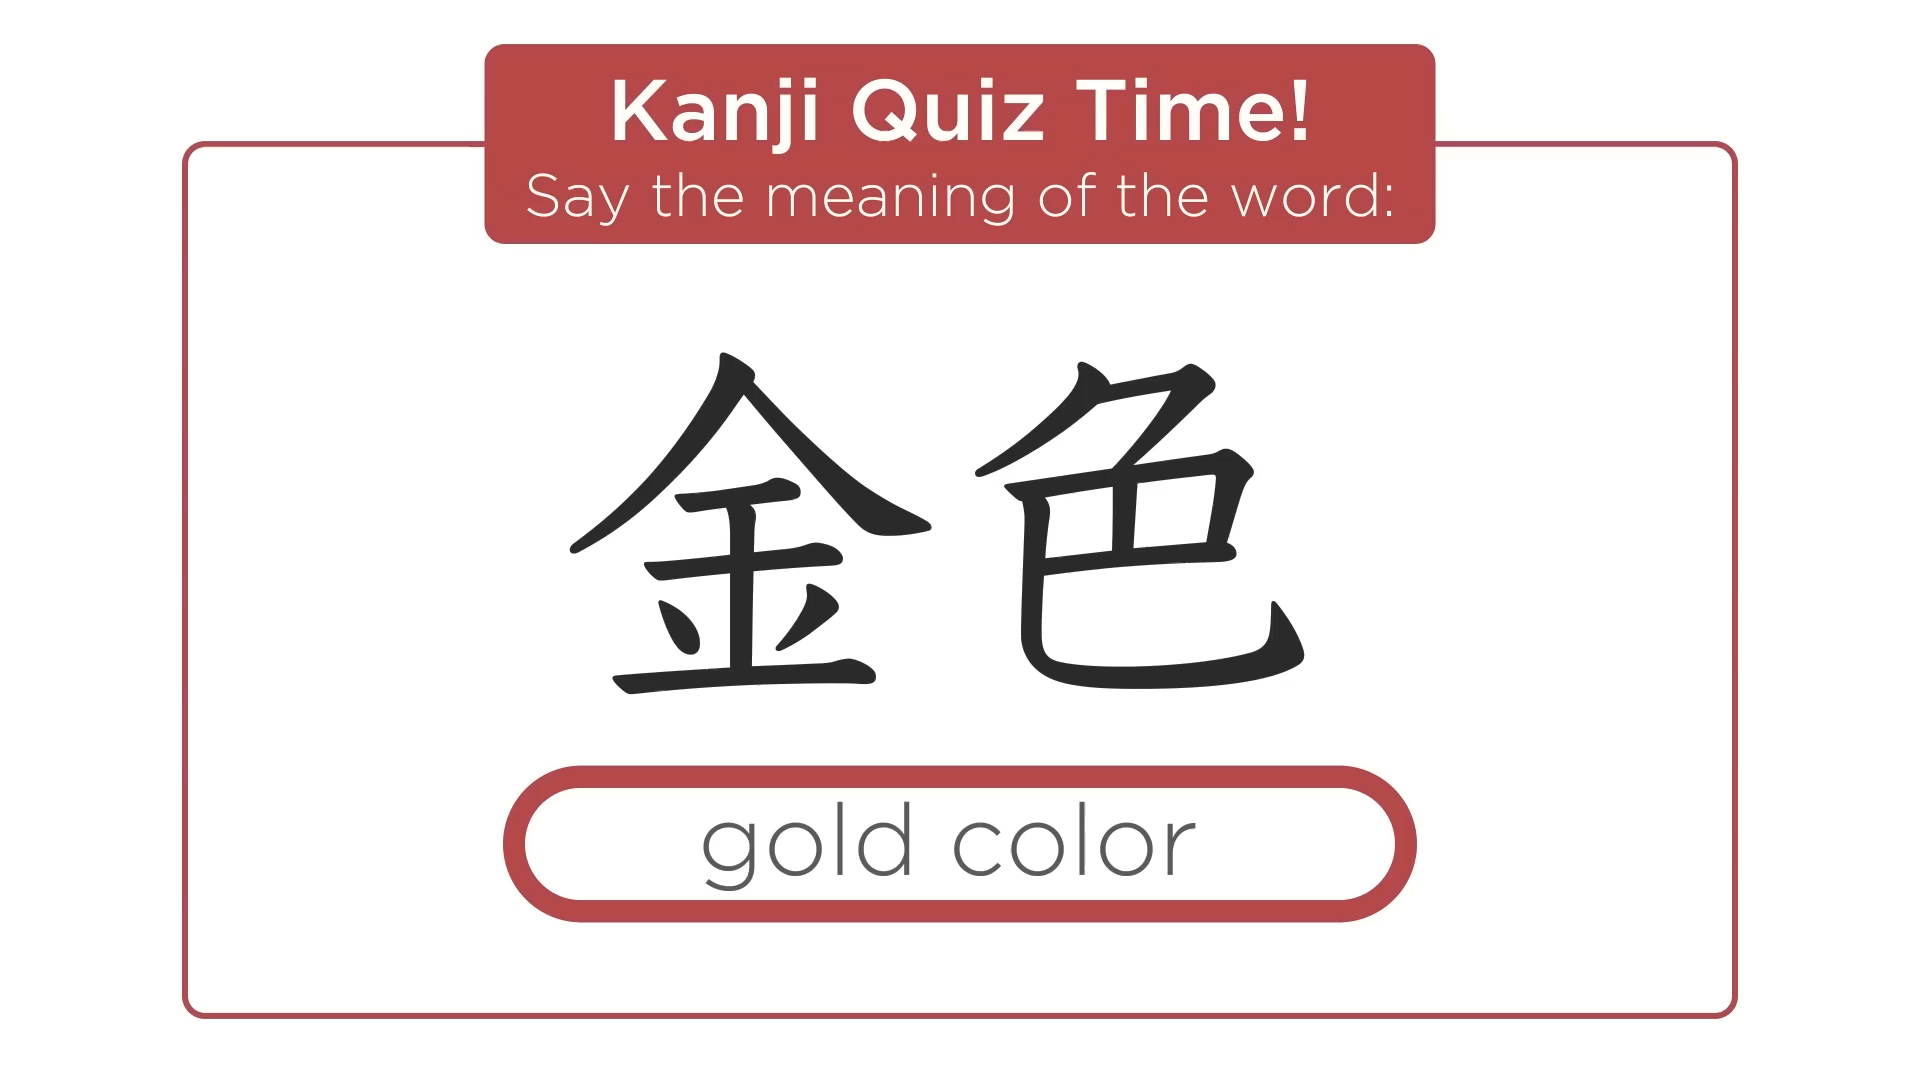 Kanji Quiz Time!
Say the meaning of the word:
金色
gold color